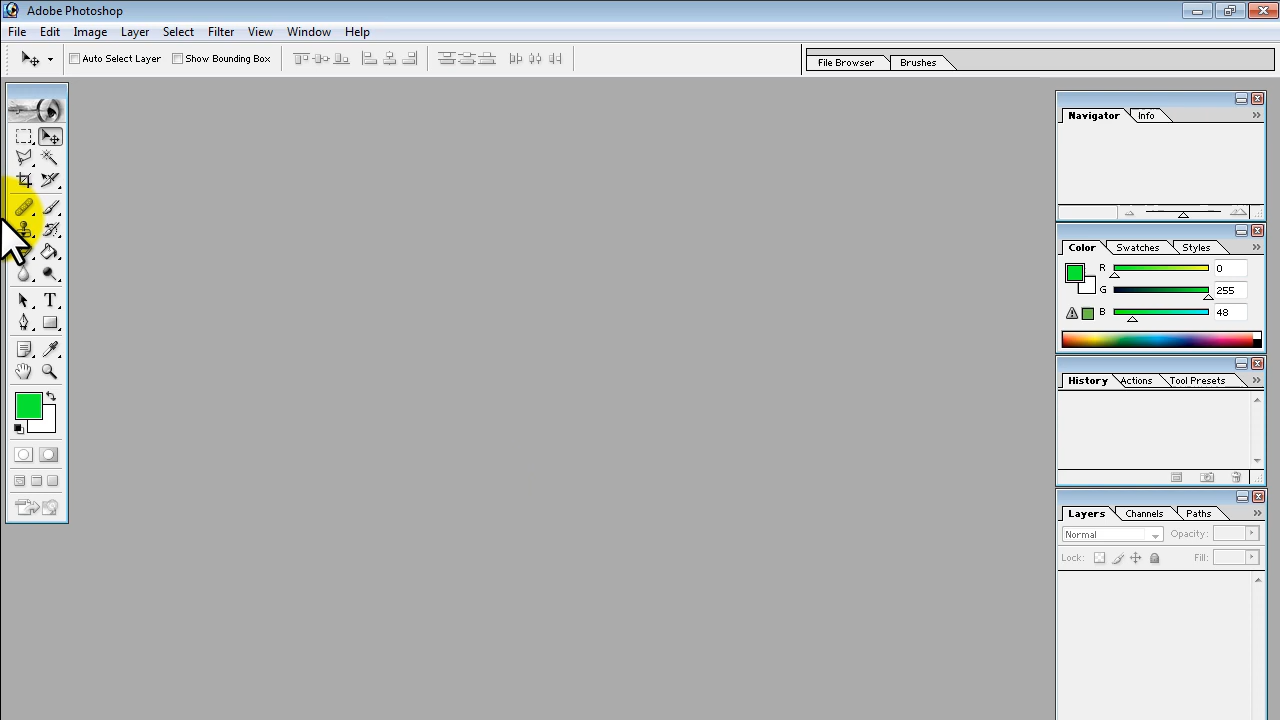 Adobe Photoshop
File Edit Image Layer Select Filter View Window Help
Auto Select Layer Show Bounding Box File Browser Brushes
Navigator Info
Color Swatches Styles
R 0
G 255
B 48
T
History Actions Tool Presets
Layers Channels Paths
Normal Opacity:
Lock: Fill: